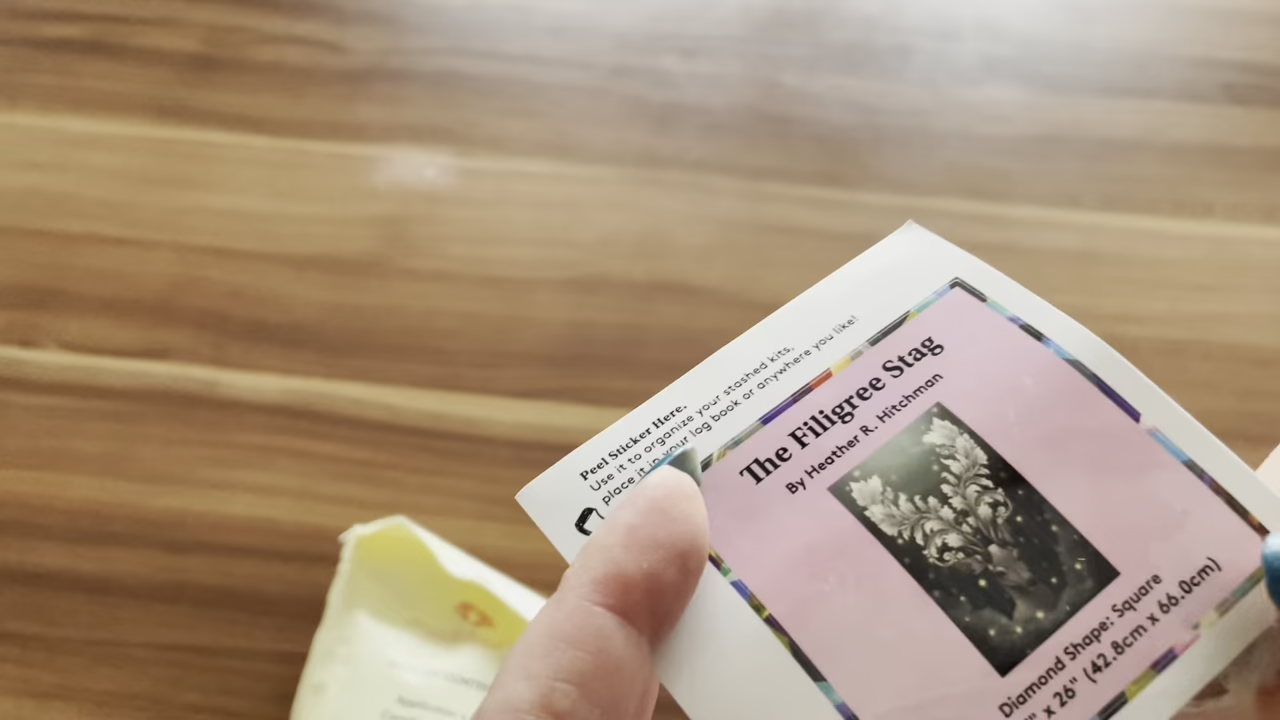 Peel Sticker Here.
Use it to organize your stashed kits,
place it in your log book or anywhere you like!
The Filigree Stag
By Heather R. Hitchman
Diamond Shape: Square
" x 26" (42.8cm x 66.0cm)